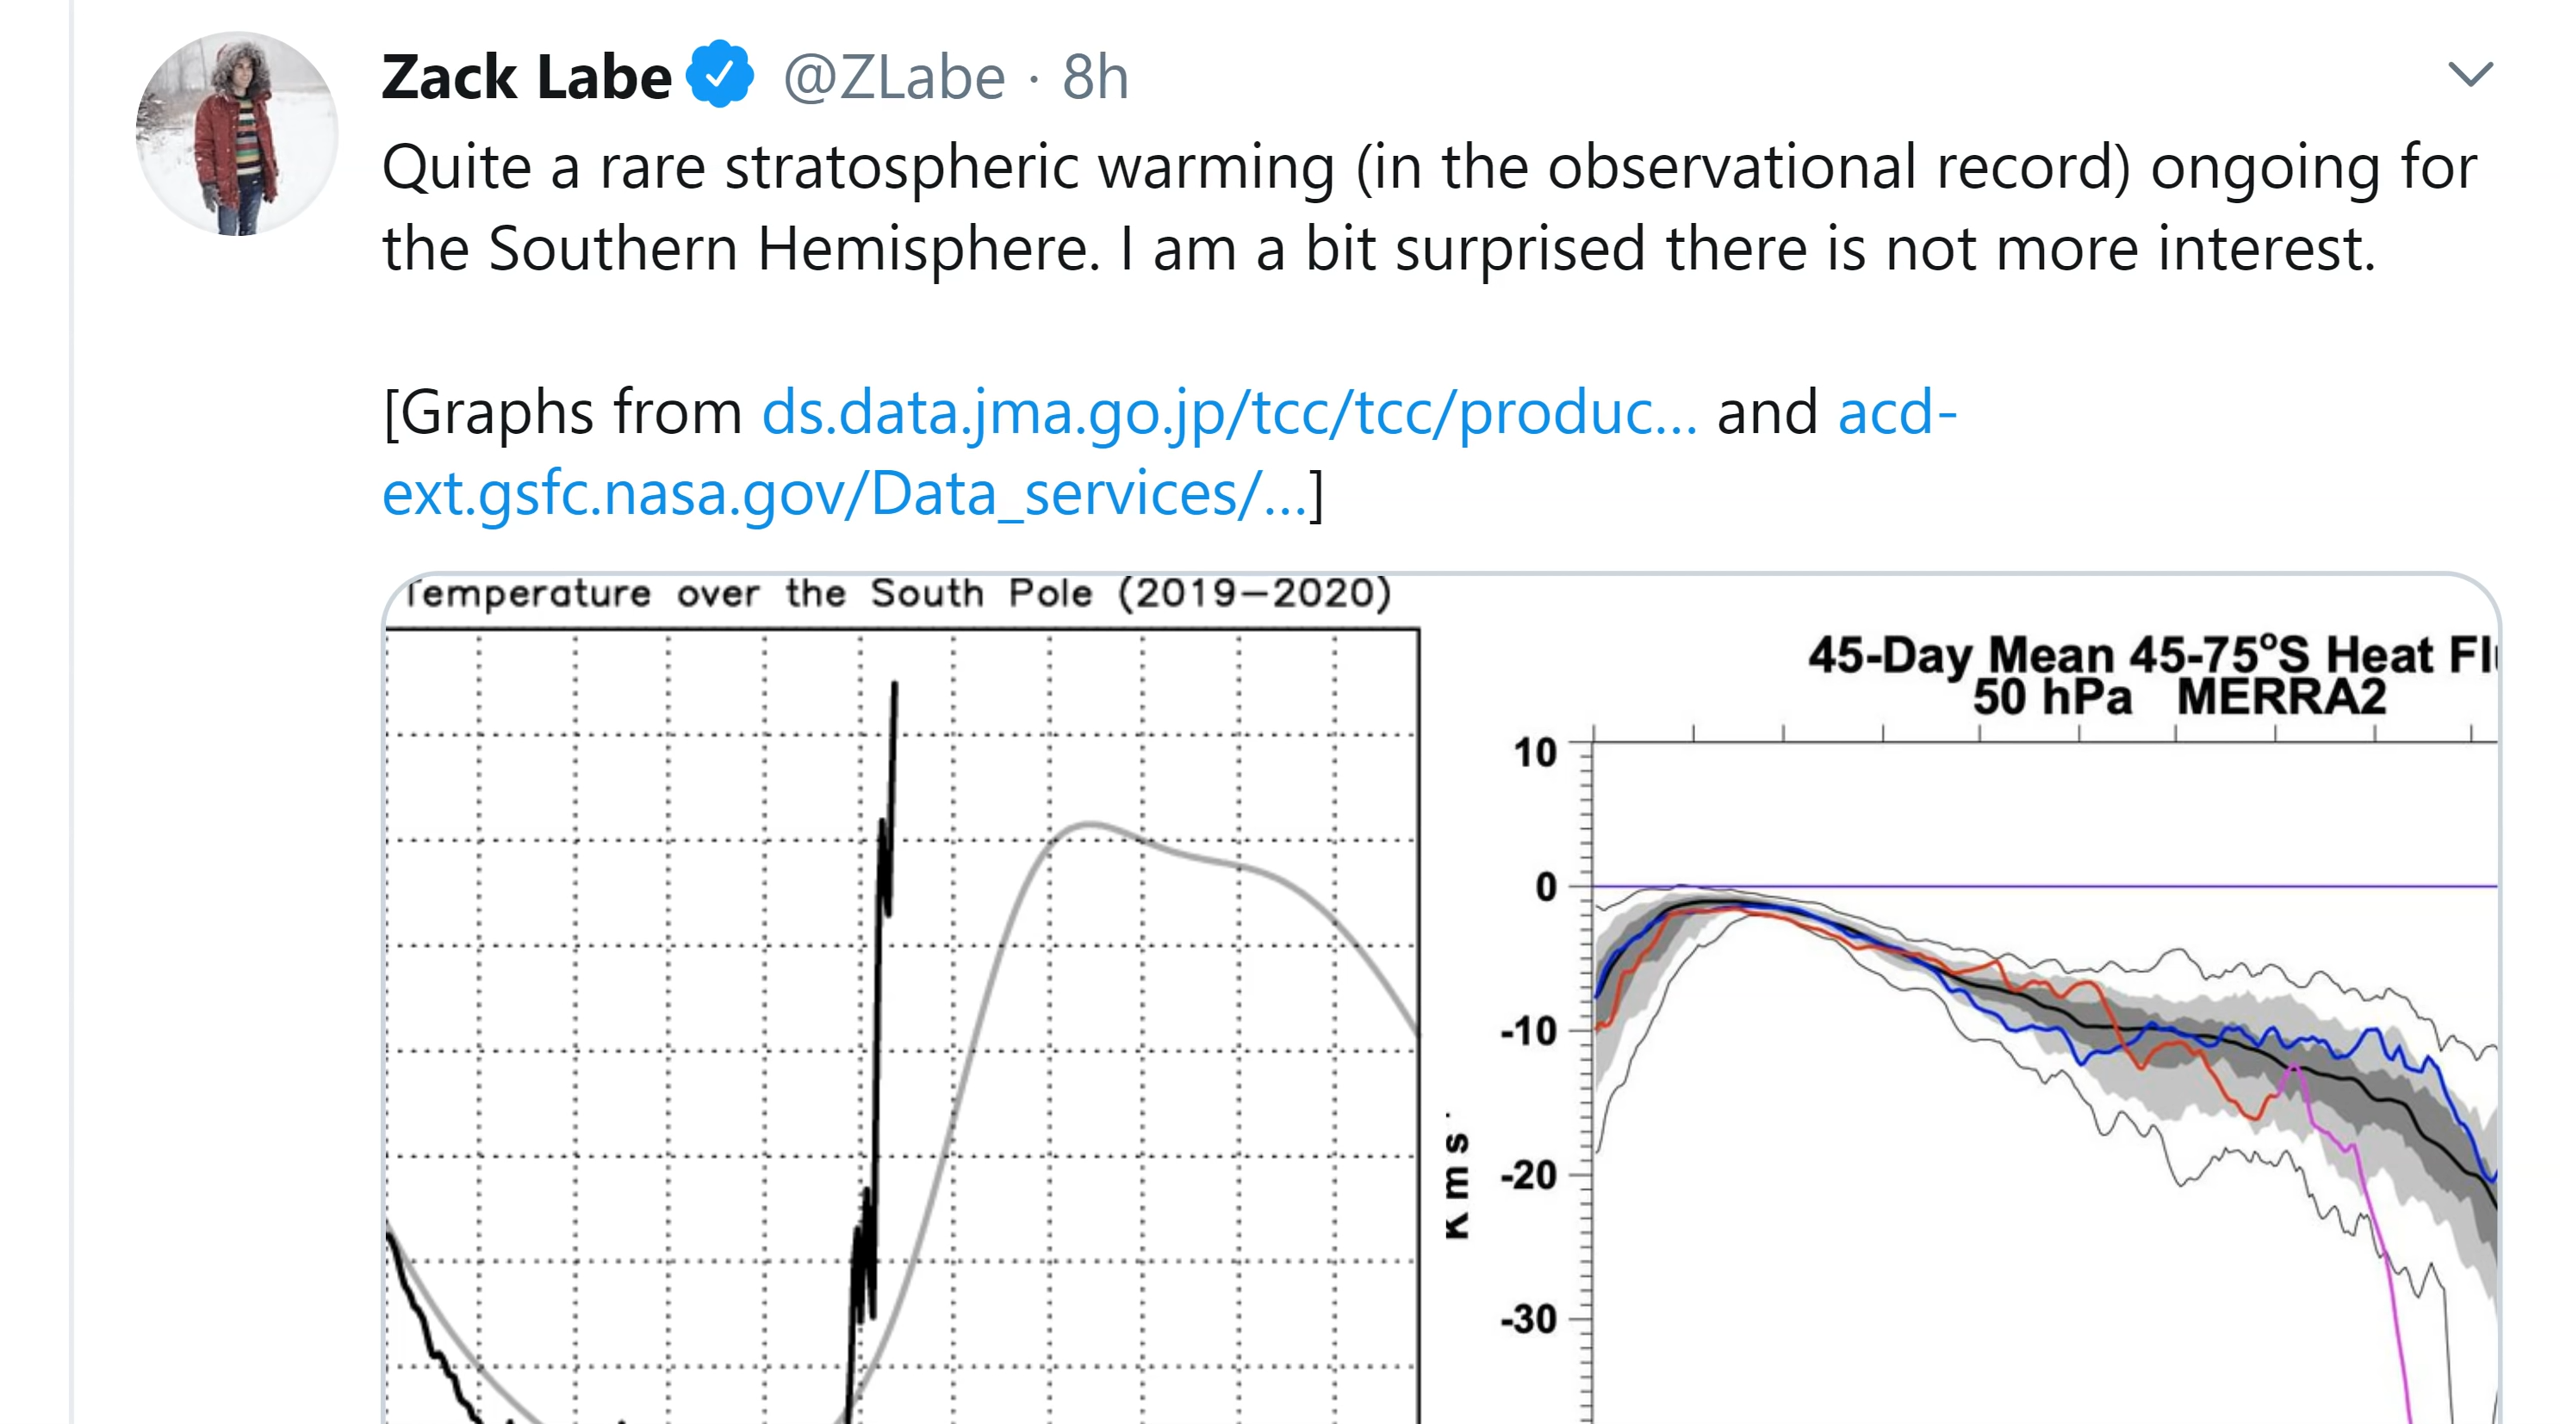 Zack Labe @ZLabe · 8h
Quite a rare stratospheric warming (in the observational record) ongoing for
the Southern Hemisphere. I am a bit surprised there is not more interest.
[Graphs from ds.data.jma.go.jp/tcc/tcc/produc... and acd-
ext.gsfc.nasa.gov/Data_services/...]
Temperature over the South Pole (2019-2020)
45-Day Mean 45-75°S Heat
50 hPa MERRA2
10
0
-10
-20
-30
K m s